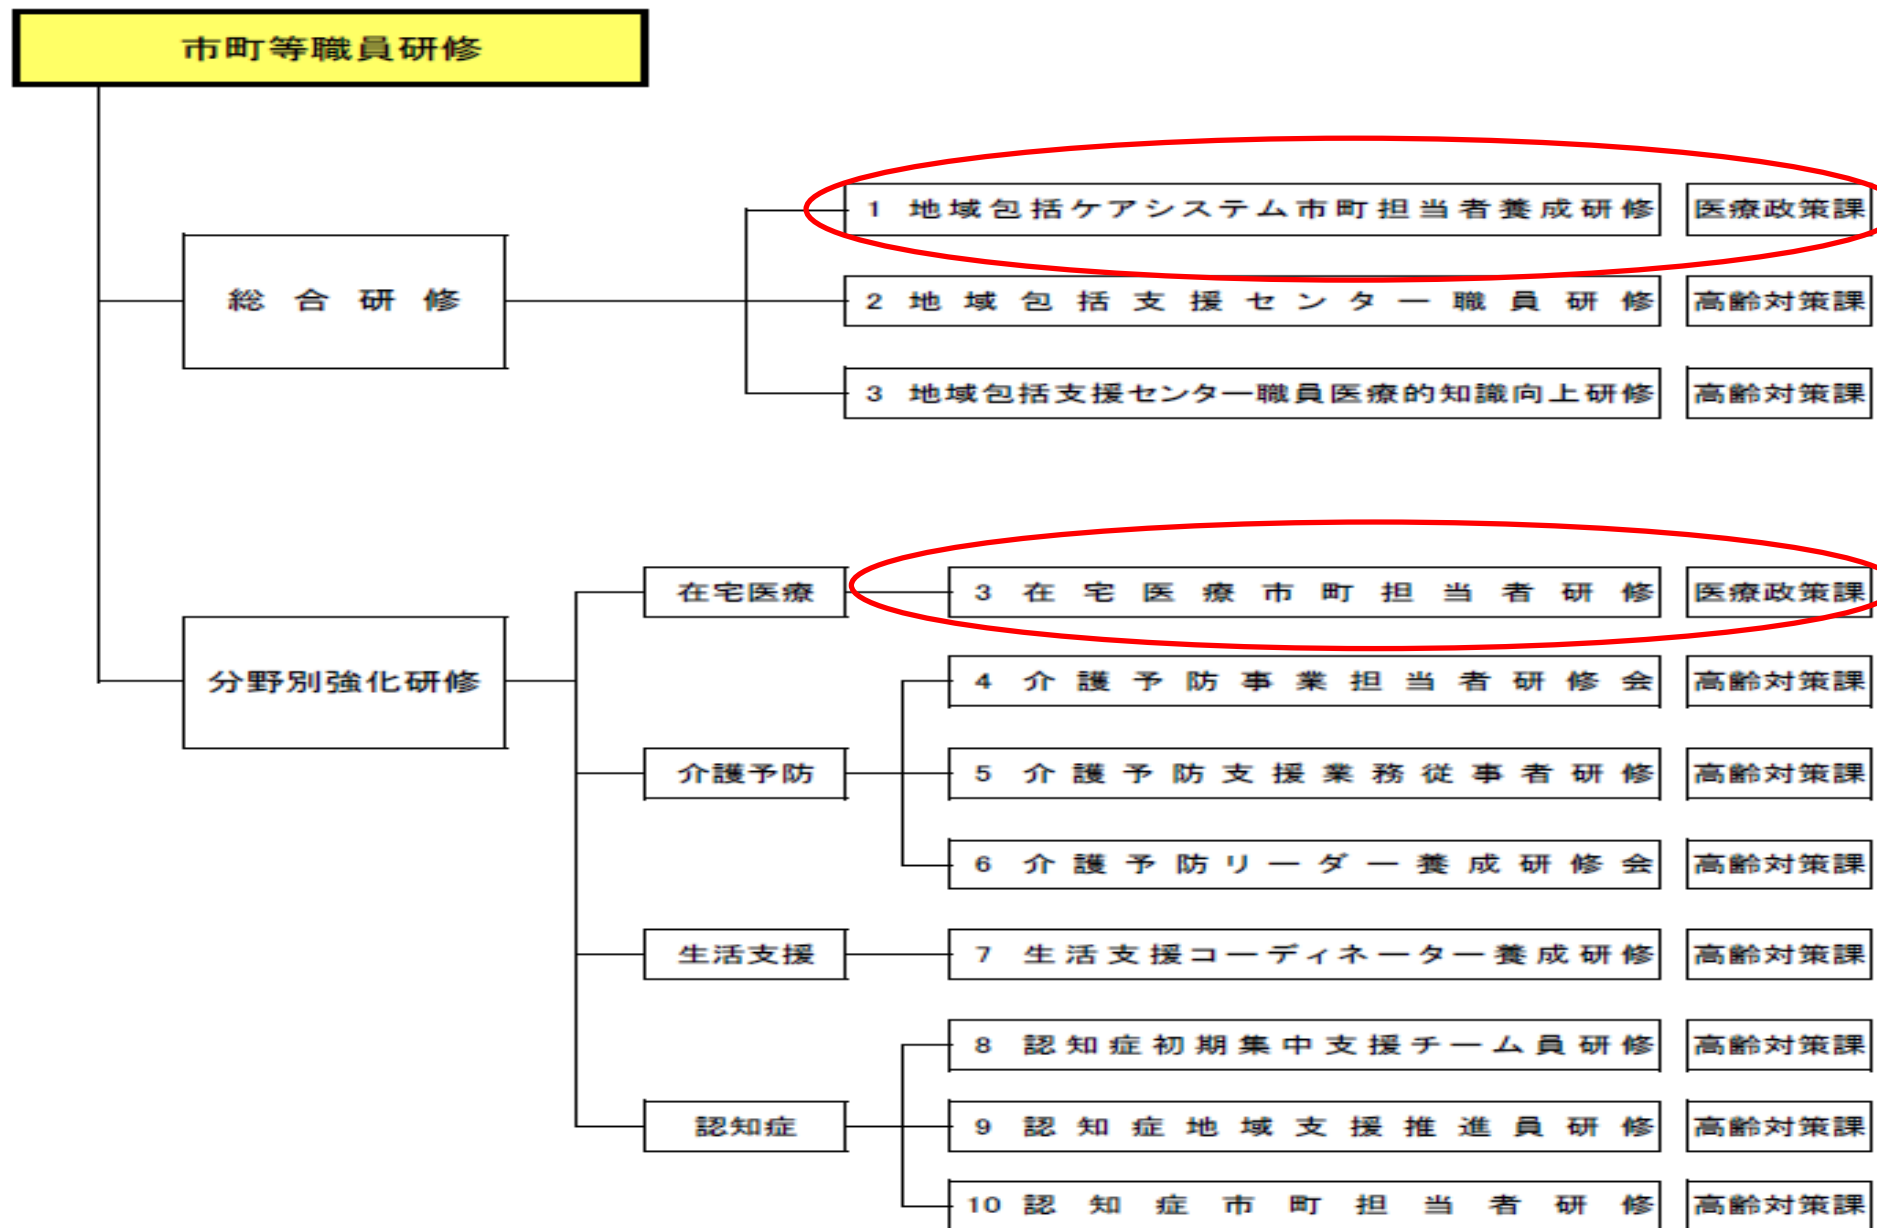 市町等職員研修
総合研修
1 地域包括ケアシステム市町担当者養成研修 医療政策課
2 地域包括支援センター職員研修 高齢対策課
3 地域包括支援センター職員医療的知識向上研修 高齢対策課
分野別強化研修
在宅医療
3 在宅医療市町担当者研修 医療政策課
介護予防
4 介護予防事業担当者研修会 高齢対策課
5 介護予防支援業務従事者研修 高齢対策課
6 介護予防リーダー養成研修会 高齢対策課
生活支援
7 生活支援コーディネーター養成研修 高齢対策課
認知症
8 認知症初期集中支援チーム員研修 高齢対策課
9 認知症地域支援推進員研修 高齢対策課
10 認知症市町担当者研修 高齢対策課